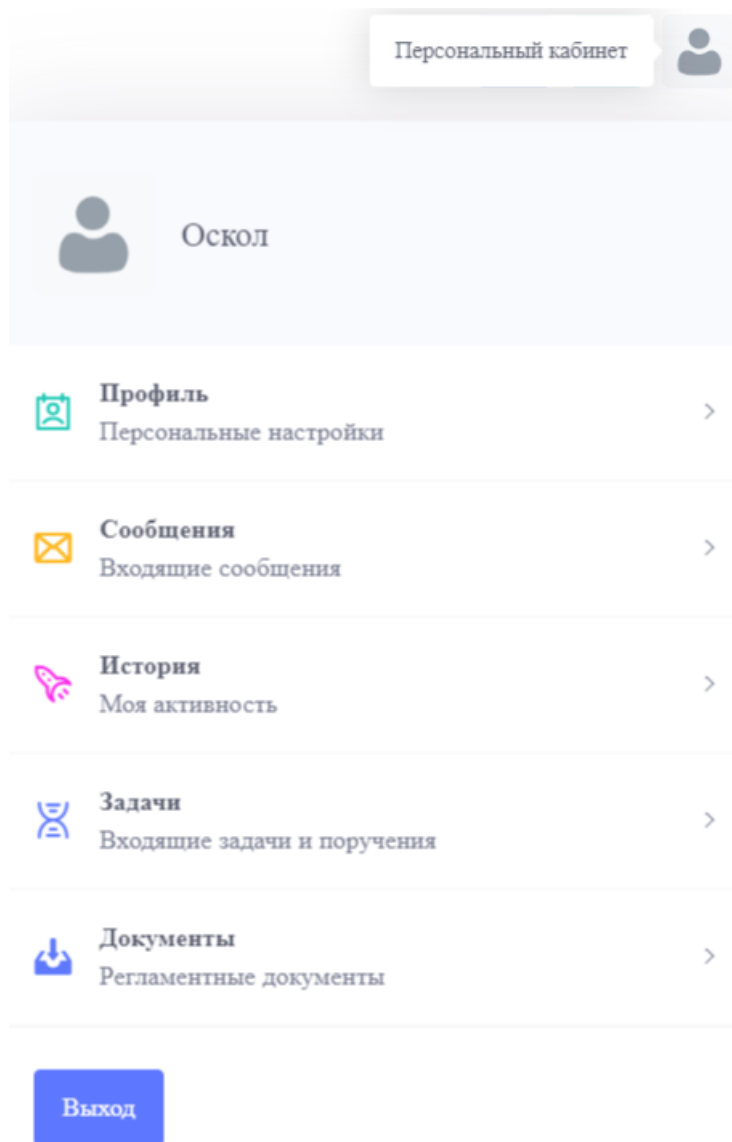 Персональный кабинет
Оскол
Профиль
Персональные настройки
Сообщения
Входящие сообщения
История
Моя активность
Задачи
Входящие задачи и поручения
Документы
Регламентные документы
Выход